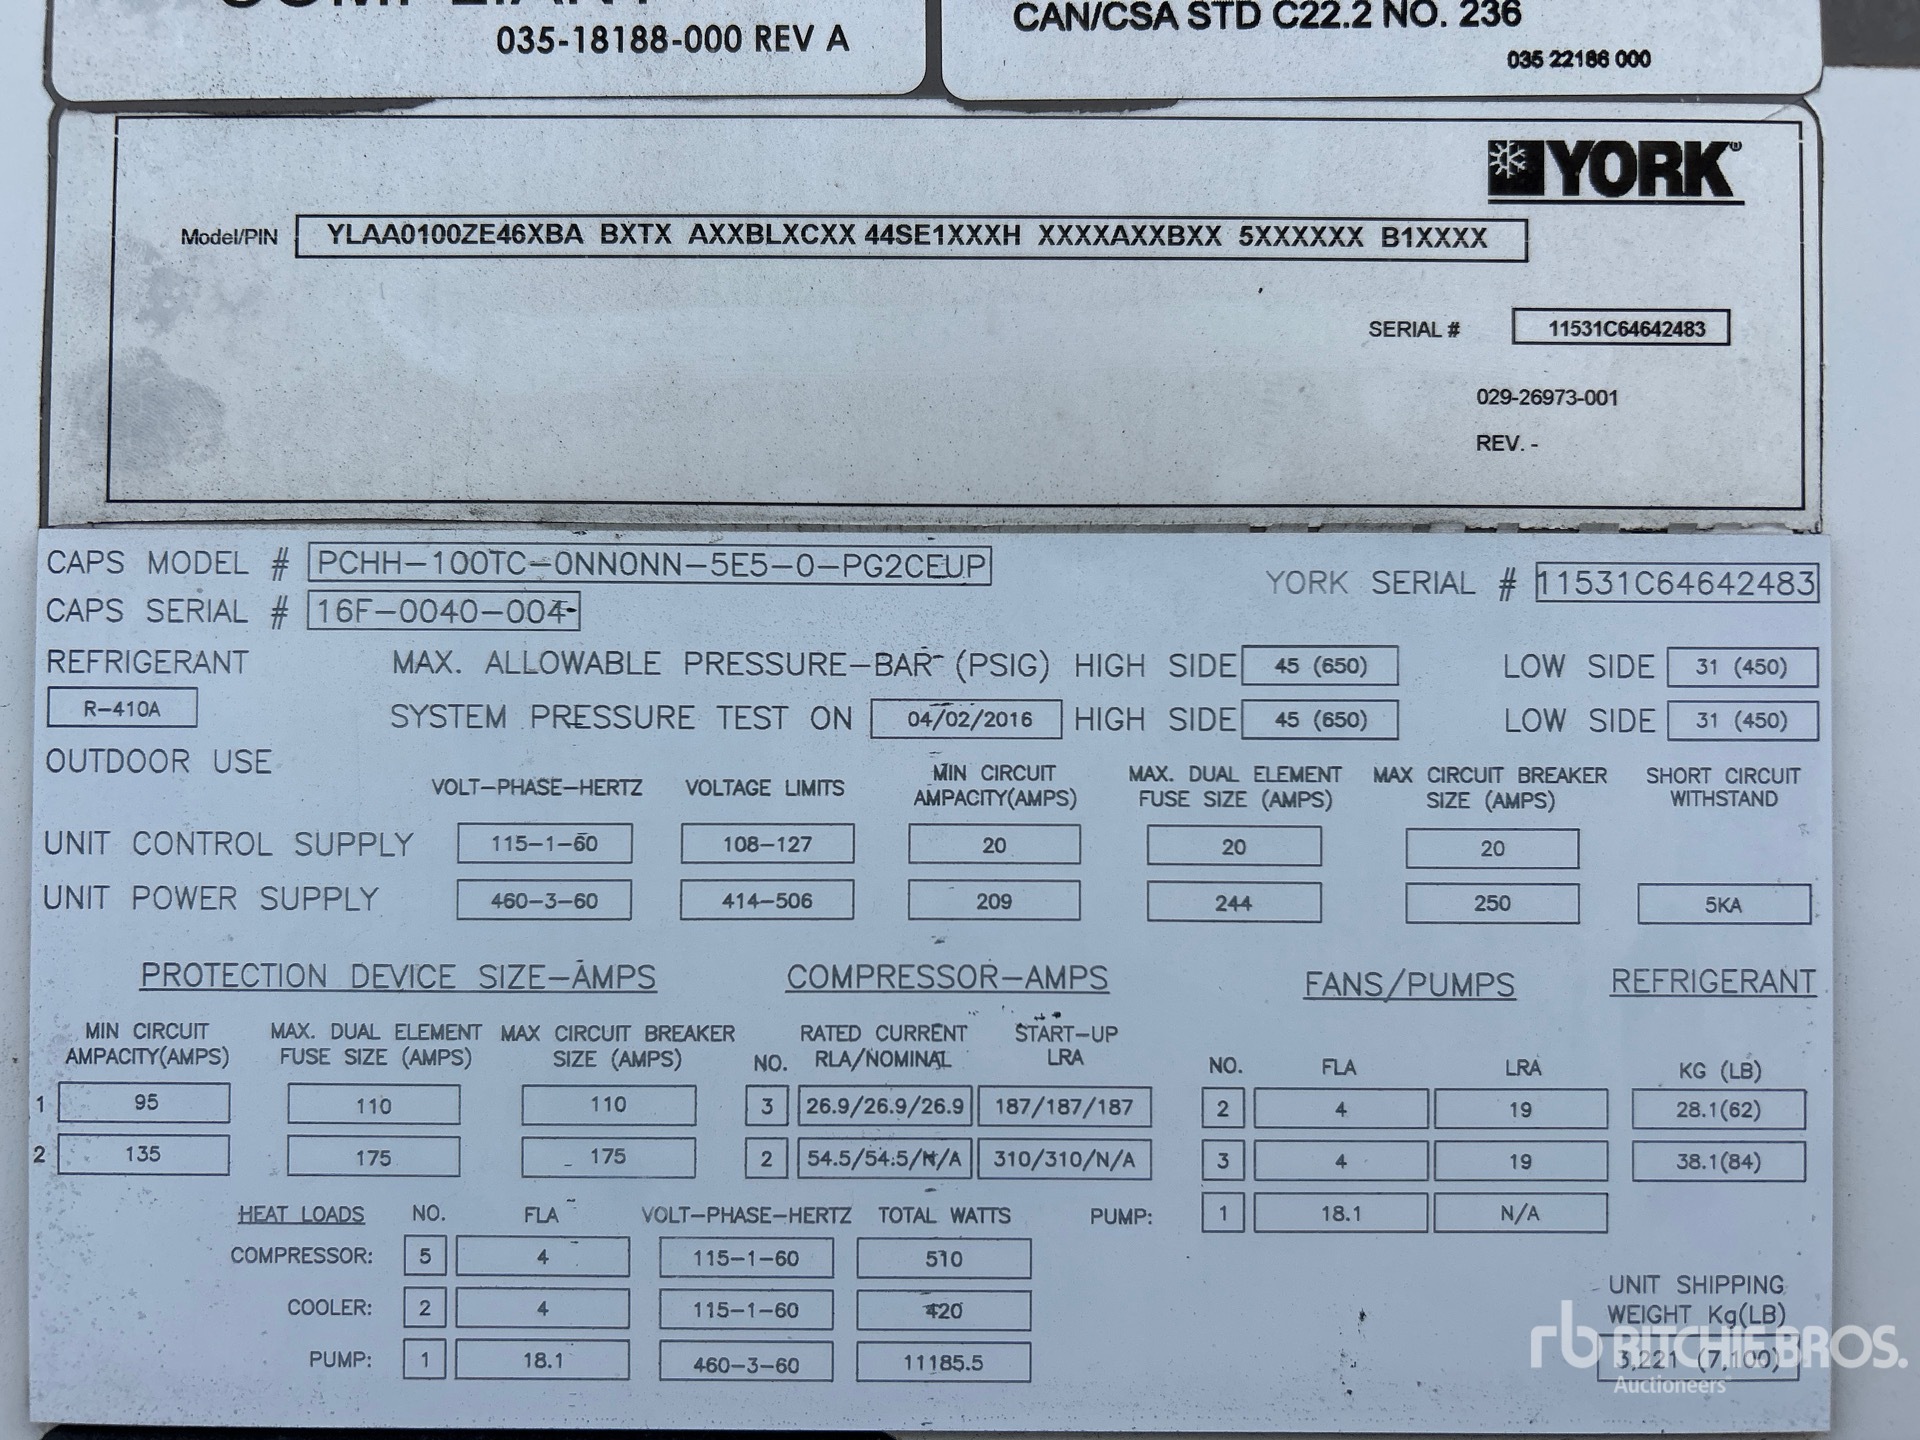 035-18188-000 REV A
CAN/CSA STD C22.2 NO. 236
035 22186 000
YORK®
Model/PIN YLAA0100ZE46XBA BXTX AXXBLXCXX 44SE1XXXH XXXXAXXBXX 5XXXXXX B1XXXX
SERIAL # 11531C64642483
029-26973-001
REV. -
CAPS MODEL # PCHH-100TC-0NN0NN-5E5-0-PG2CEUP
YORK SERIAL # 11531C64642483
CAPS SERIAL # 16F-0040-004
REFRIGERANT MAX. ALLOWABLE PRESSURE-BAR (PSIG) HIGH SIDE 45 (650) LOW SIDE 31 (450)
R-410A SYSTEM PRESSURE TEST ON 04/02/2016 HIGH SIDE 45 (650) LOW SIDE 31 (450)
OUTDOOR USE
VOLT-PHASE-HERTZ VOLTAGE LIMITS MIN CIRCUIT AMPACITY(AMPS) MAX. DUAL ELEMENT FUSE SIZE (AMPS) MAX CIRCUIT BREAKER SIZE (AMPS) SHORT CIRCUIT WITHSTAND
UNIT CONTROL SUPPLY 115-1-60 108-127 20 20 20
UNIT POWER SUPPLY 460-3-60 414-506 209 244 250 5KA
PROTECTION DEVICE SIZE-AMPS COMPRESSOR-AMPS FANS/PUMPS REFRIGERANT
MIN CIRCUIT AMPACITY(AMPS) MAX. DUAL ELEMENT FUSE SIZE (AMPS) MAX CIRCUIT BREAKER SIZE (AMPS) NO. RATED CURRENT RLA/NOMINAL START-UP LRA NO. FLA LRA KG (LB)
1 95 110 110 3 26.9/26.9/26.9 187/187/187 2 4 19 28.1(62)
2 135 175 175 2 54.5/54.5/N/A 310/310/N/A 3 4 19 38.1(84)
HEAT LOADS NO. FLA VOLT-PHASE-HERTZ TOTAL WATTS PUMP: 1 18.1 N/A
COMPRESSOR: 5 4 115-1-60 510
COOLER: 2 4 115-1-60 420
PUMP: 1 18.1 460-3-60 11185.5
UNIT SHIPPING
WEIGHT Kg(LB)
3,221 (7,100)
rb RITCHIE BROS.
Auctioneers